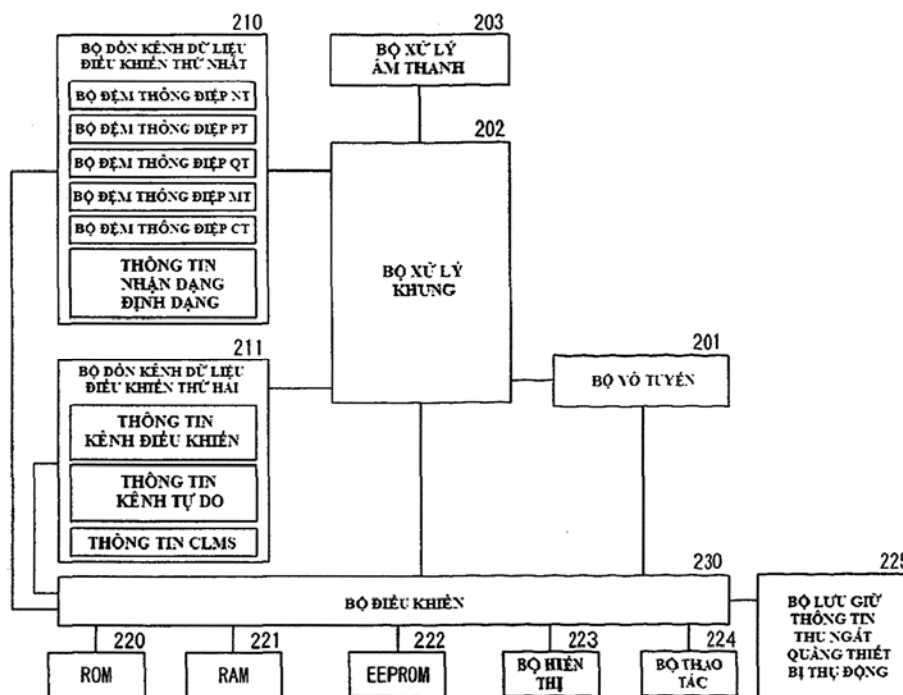 210
BỘ DỒN KÊNH DỮ LIỆU
ĐIỀU KHIỂN THỨ NHẤT
BỘ ĐỆM THÔNG ĐIỆP NT
BỘ ĐỆM THÔNG ĐIỆP PT
BỘ ĐỆM THÔNG ĐIỆP QT
BỘ ĐỆM THÔNG ĐIỆP MT
BỘ ĐỆM THÔNG ĐIỆP CT
THÔNG TIN
NHẬN DẠNG
ĐỊNH DẠNG
203
BỘ XỬ LÝ
ÂM THANH
202
BỘ XỬ LÝ
KHUNG
211
BỘ DỒN KÊNH DỮ LIỆU
ĐIỀU KHIỂN THỨ HAI
THÔNG TIN
KÊNH ĐIỀU KHIỂN
THÔNG TIN
KÊNH TỰ DO
THÔNG TIN CLMS
201
BỘ VÔ TUYẾN
230
BỘ ĐIỀU KHIỂN
225
BỘ LƯU GIỮ
THÔNG TIN
THU NGẮT
QUÃNG THIẾT
BỊ THỤ ĐỘNG
220
ROM
221
RAM
222
EEPROM
223
BỘ HIỂN
THỊ
224
BỘ THAO
TÁC